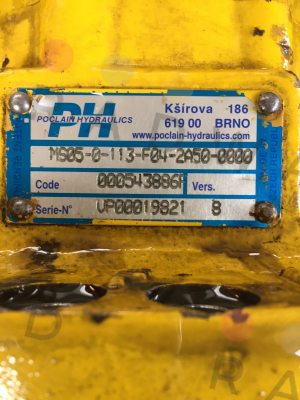 PH
POCLAIN HYDRAULICS
Kšírova 186
619 00 BRNO
www.poclain-hydraulics.com
MS05-0-113-F04-2A50-0000
Code 000543886A Vers.
Serie-N° VP00019821 B